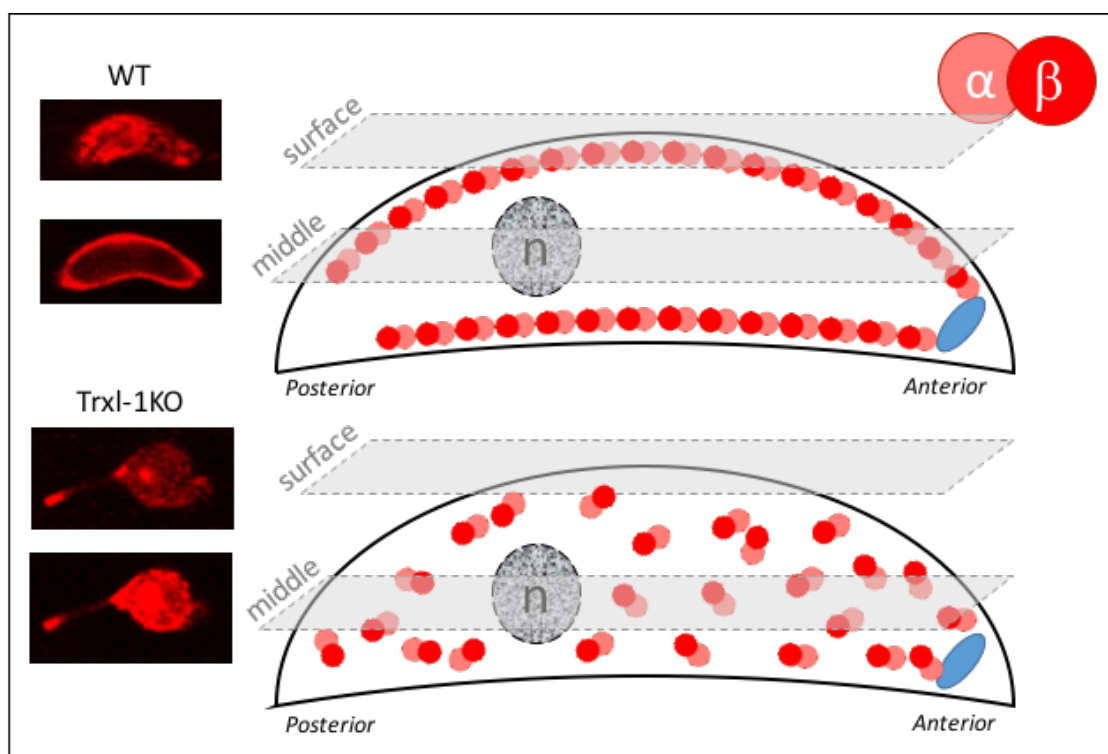 WT
α β
surface
middle
n
Posterior Anterior
Trxl-1KO
surface
middle
n
Posterior Anterior